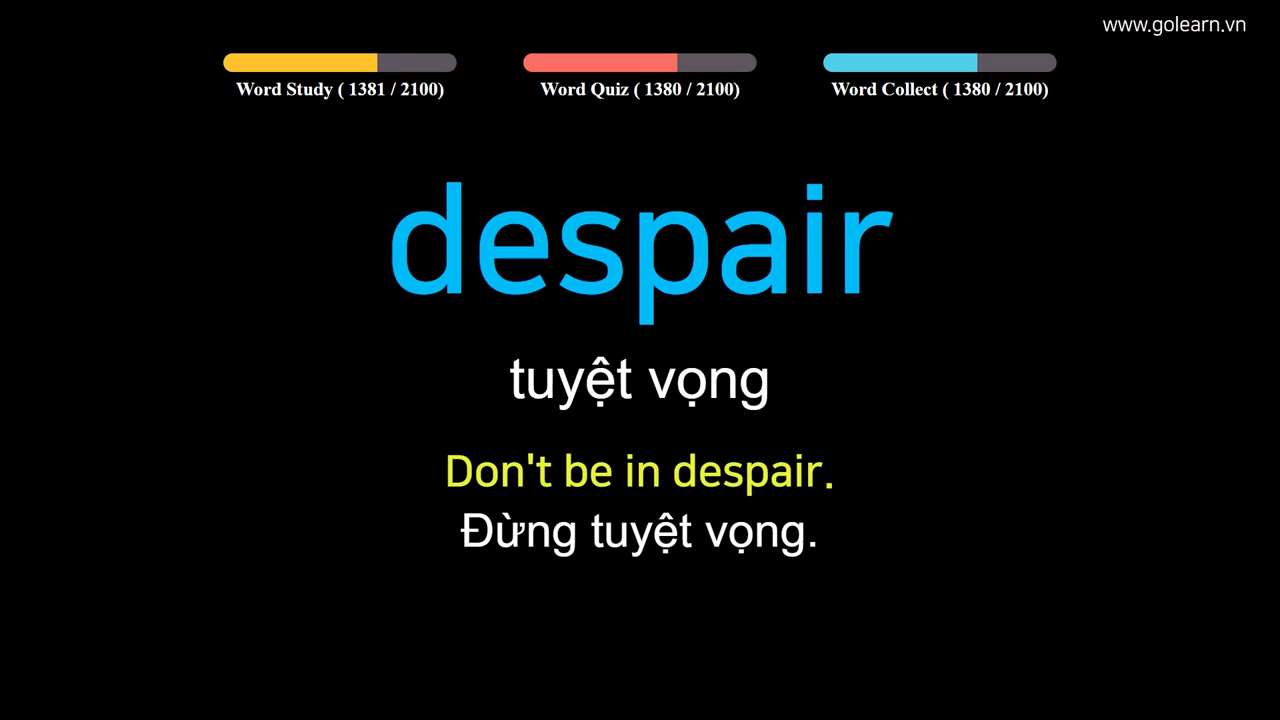 www.golearn.vn
Word Study ( 1381 / 2100)
Word Quiz ( 1380 / 2100)
Word Collect ( 1380 / 2100)
despair
tuyệt vọng
Don't be in despair.
Đừng tuyệt vọng.